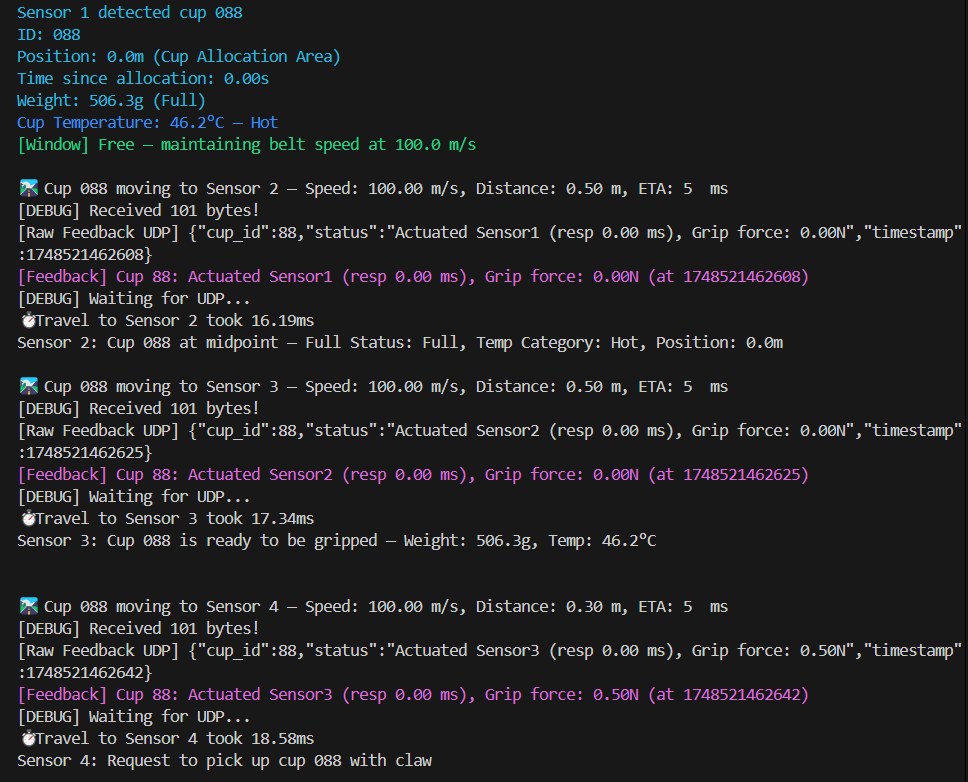 Sensor 1 detected cup 088
ID: 088
Position: 0.0m (Cup Allocation Area)
Time since allocation: 0.00s
Weight: 506.3g (Full)
Cup Temperature: 46.2°C — Hot
[Window] Free — maintaining belt speed at 100.0 m/s
Cup 088 moving to Sensor 2 — Speed: 100.00 m/s, Distance: 0.50 m, ETA: 5  ms
[DEBUG] Received 101 bytes!
[Raw Feedback UDP] {"cup_id":88,"status":"Actuated Sensor1 (resp 0.00 ms), Grip force: 0.00N","timestamp"
:1748521462608}
[Feedback] Cup 88: Actuated Sensor1 (resp 0.00 ms), Grip force: 0.00N (at 1748521462608)
[DEBUG] Waiting for UDP...
Travel to Sensor 2 took 16.19ms
Sensor 2: Cup 088 at midpoint — Full Status: Full, Temp Category: Hot, Position: 0.0m
Cup 088 moving to Sensor 3 — Speed: 100.00 m/s, Distance: 0.50 m, ETA: 5  ms
[DEBUG] Received 101 bytes!
[Raw Feedback UDP] {"cup_id":88,"status":"Actuated Sensor2 (resp 0.00 ms), Grip force: 0.00N","timestamp"
:1748521462625}
[Feedback] Cup 88: Actuated Sensor2 (resp 0.00 ms), Grip force: 0.00N (at 1748521462625)
[DEBUG] Waiting for UDP...
Travel to Sensor 3 took 17.34ms
Sensor 3: Cup 088 is ready to be gripped — Weight: 506.3g, Temp: 46.2°C
Cup 088 moving to Sensor 4 — Speed: 100.00 m/s, Distance: 0.30 m, ETA: 5  ms
[DEBUG] Received 101 bytes!
[Raw Feedback UDP] {"cup_id":88,"status":"Actuated Sensor3 (resp 0.00 ms), Grip force: 0.50N","timestamp"
:1748521462642}
[Feedback] Cup 88: Actuated Sensor3 (resp 0.00 ms), Grip force: 0.50N (at 1748521462642)
[DEBUG] Waiting for UDP...
Travel to Sensor 4 took 18.58ms
Sensor 4: Request to pick up cup 088 with claw